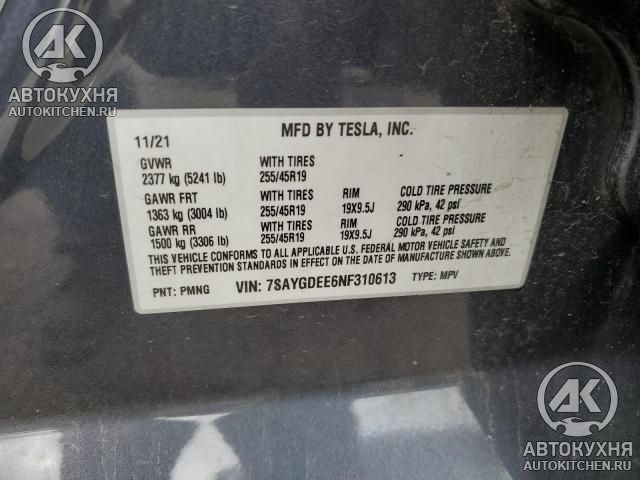 AK
АВТОКУХНЯ
AUTOKITCHEN.RU
MFD BY TESLA, INC.
11/21
GVWR WITH TIRES
2377 kg (5241 lb) 255/45R19
GAWR FRT WITH TIRES RIM COLD TIRE PRESSURE
1363 kg (3004 lb) 255/45R19 19X9.5J 290 kPa, 42 psi
GAWR RR WITH TIRES RIM COLD TIRE PRESSURE
1500 kg (3306 lb) 255/45R19 19X9.5J 290 kPa, 42 psi
THIS VEHICLE CONFORMS TO ALL APPLICABLE U.S. FEDERAL MOTOR VEHICLE SAFETY AND
THEFT PREVENTION STANDARDS IN EFFECT ON THE DATE OF MANUFACTURE SHOWN ABOVE.
PNT: PMNG VIN: 7SAYGDEE6NF310613 TYPE: MPV
AK
АВТОКУХНЯ
AUTOKITCHEN.RU